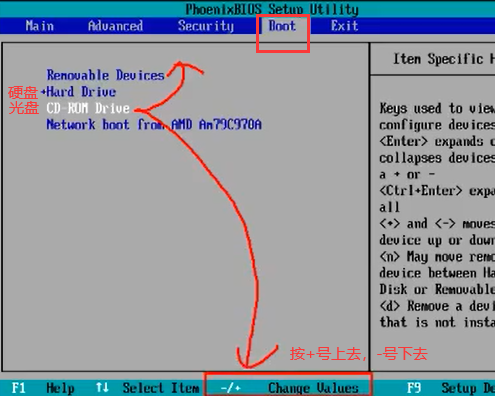 PhoenixBIOS Setup Utility
Main Advanced Security Boot Exit
Item Specific H
Removable Devices
硬盘 +Hard Drive
光盘 CD-ROM Drive
Network boot from AMD Am79C970A
Keys used to view
configure devices
<Enter> expands o
collapses devices
a + or -
<Ctrl+Enter> expa
all
<+> and <-> moves
device up or down
<n> May move remo
device between Ha
Disk or Removable
<d> Remove a devi
that is not insta
按+号上去，-号下去
F1 Help ↑↓ Select Item -/+ Change Values F9 Setup De